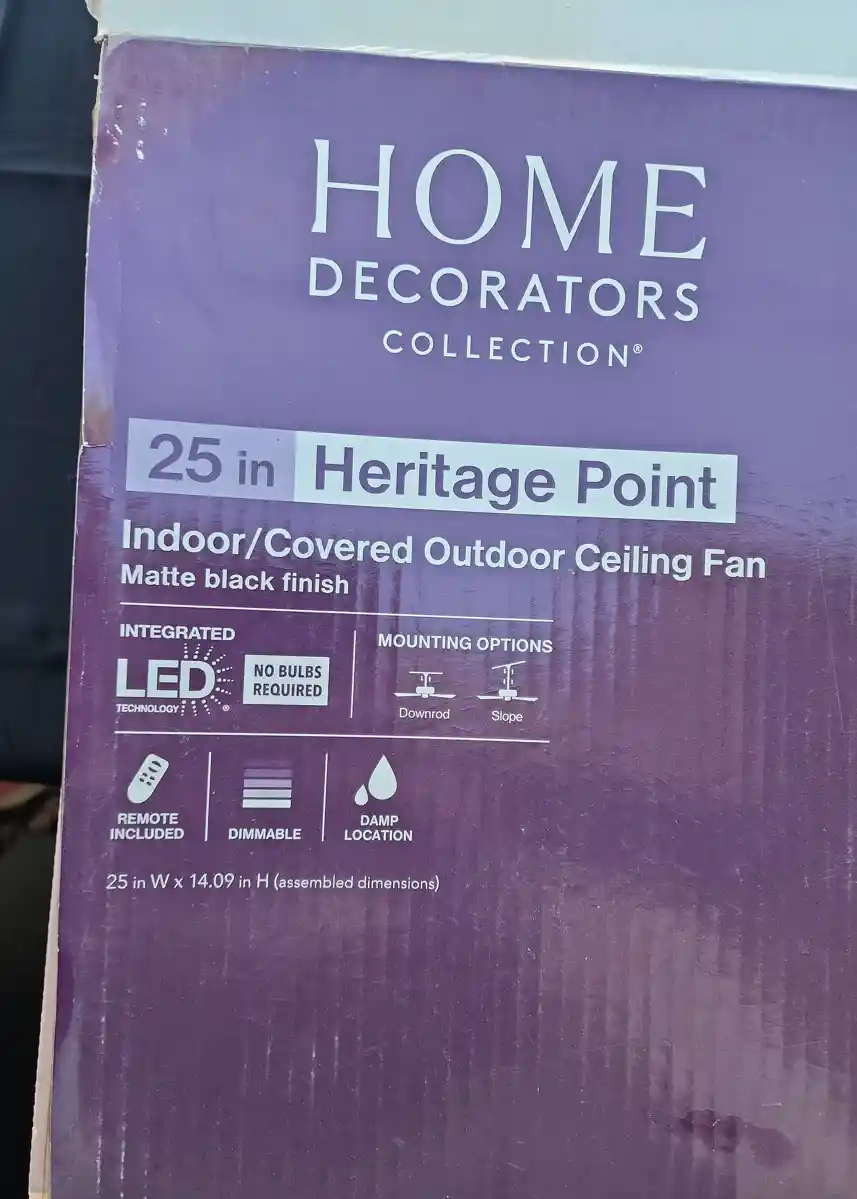 HOME
DECORATORS
COLLECTION®
25 in Heritage Point
Indoor/Covered Outdoor Ceiling Fan
Matte black finish
INTEGRATED
LED
TECHNOLOGY ®
NO BULBS
REQUIRED
MOUNTING OPTIONS
Downrod Slope
REMOTE
INCLUDED
DIMMABLE
DAMP
LOCATION
25 in W x 14.09 in H (assembled dimensions)